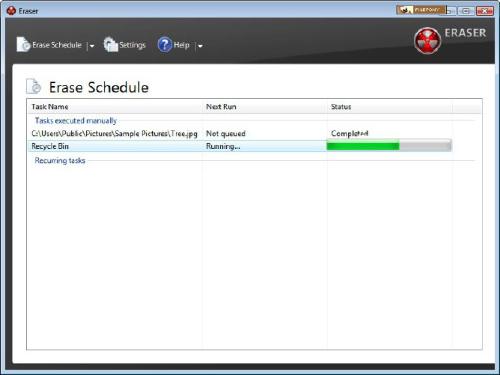 Eraser
FILEPONY
Erase Schedule Settings Help
ERASER
Erase Schedule
Task Name Next Run Status
Tasks executed manually
C:\Users\Public\Pictures\Sample Pictures\Tree.jpg Not queued Completed
Recycle Bin Running...
Recurring tasks